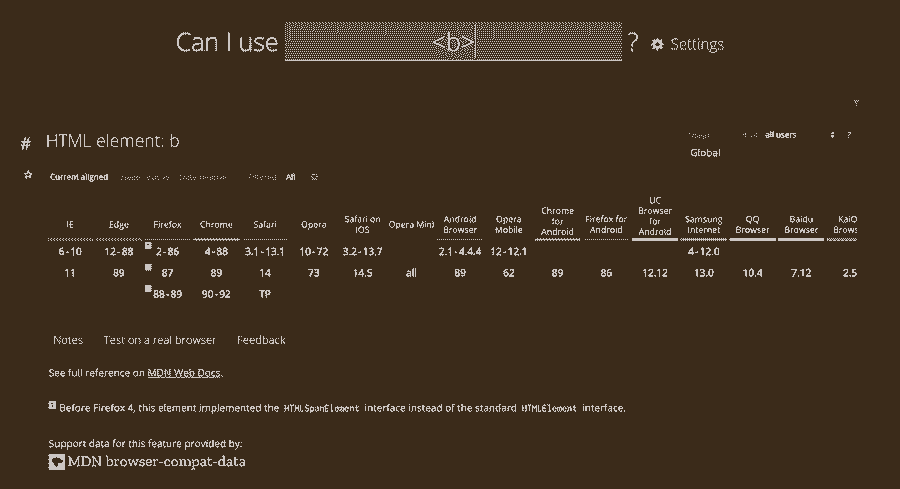 Can I use <b> ? Settings
# HTML element: b
all users ?
Global
Current aligned All
IE Edge Firefox Chrome Safari Opera Safari on iOS Opera Mini Android Browser Opera Mobile Chrome for Android Firefox for Android UC Browser for Android Samsung Internet QQ Browser Baidu Browser KaiO Brows
6-10 12-88 2-86 4-88 3.1-13.1 10-72 3.2-13.7 2.1-4.4.4 12-12.1 4-12.0
11 89 87 89 14 73 14.5 all 89 62 89 86 12.12 13.0 10.4 7.12 2.5
88-89 90-92 TP
Notes Test on a real browser Feedback
See full reference on MDN Web Docs.
Before Firefox 4, this element implemented the HTMLSpanElement interface instead of the standard HTMLElement interface.
Support data for this feature provided by:
MDN browser-compat-data